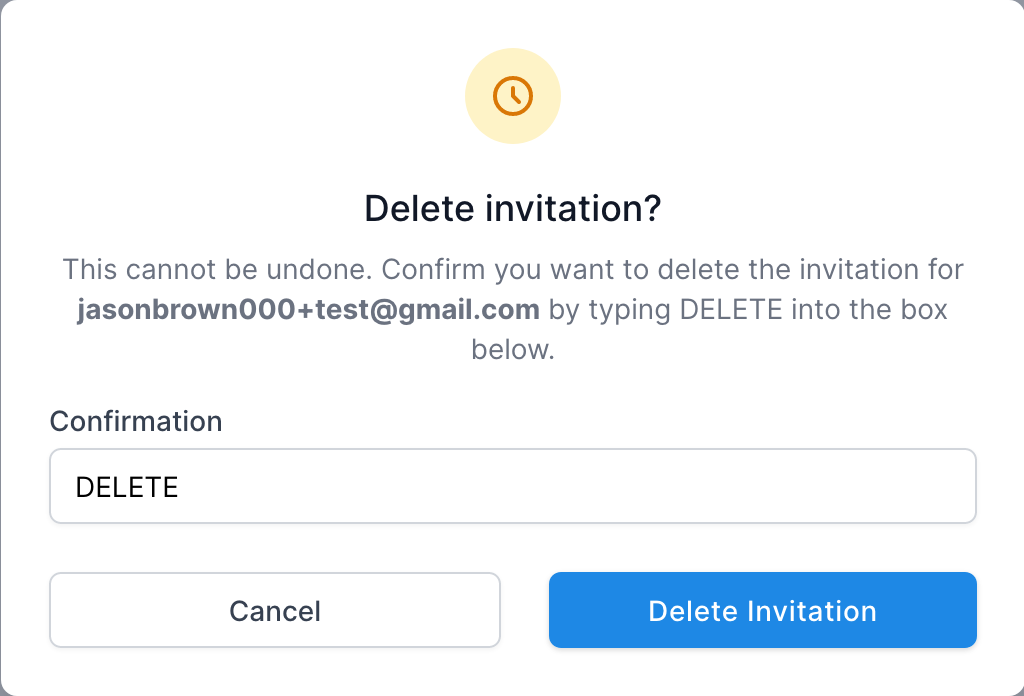 Delete invitation?
This cannot be undone. Confirm you want to delete the invitation for
jasonbrown000+test@gmail.com by typing DELETE into the box
below.
Confirmation
DELETE
Cancel
Delete Invitation